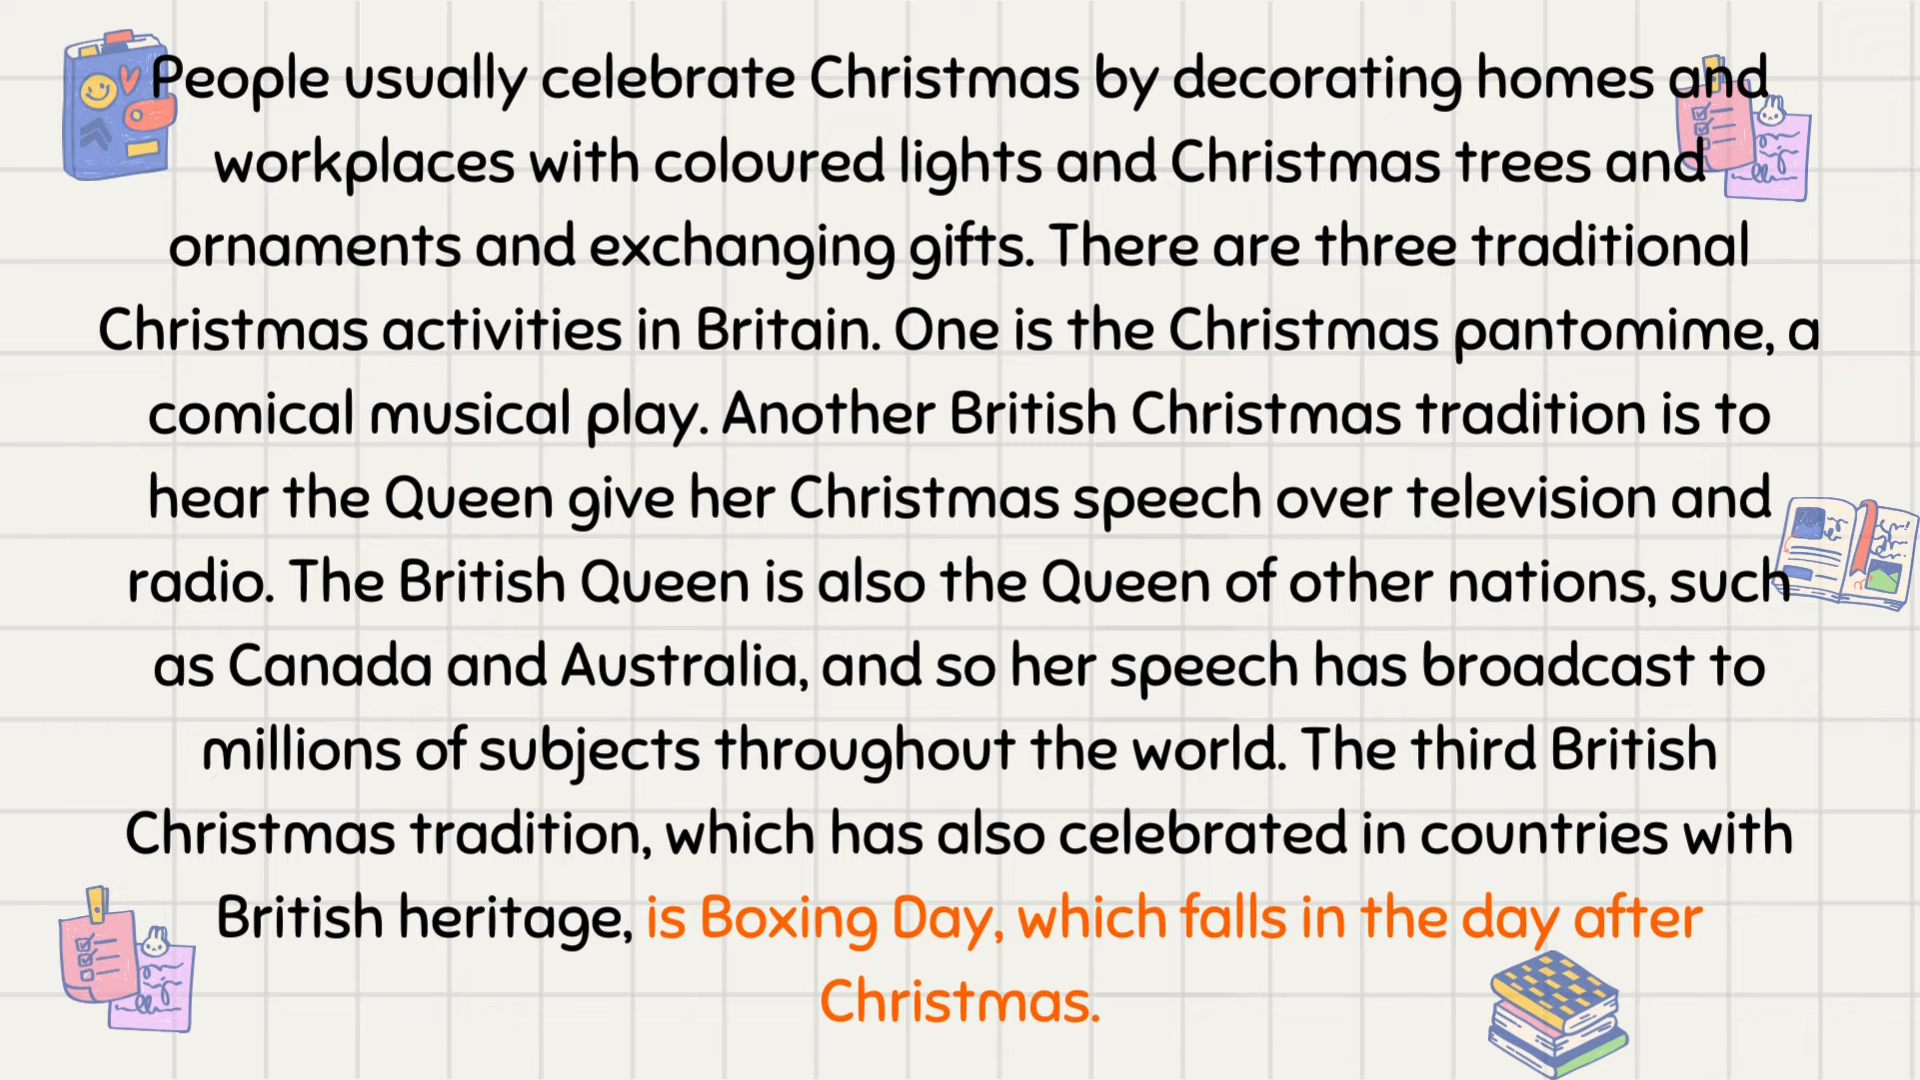 People usually celebrate Christmas by decorating homes and
workplaces with coloured lights and Christmas trees and
ornaments and exchanging gifts. There are three traditional
Christmas activities in Britain. One is the Christmas pantomime, a
comical musical play. Another British Christmas tradition is to
hear the Queen give her Christmas speech over television and
radio. The British Queen is also the Queen of other nations, such
as Canada and Australia, and so her speech has broadcast to
millions of subjects throughout the world. The third British
Christmas tradition, which has also celebrated in countries with
British heritage, is Boxing Day, which falls in the day after
Christmas.